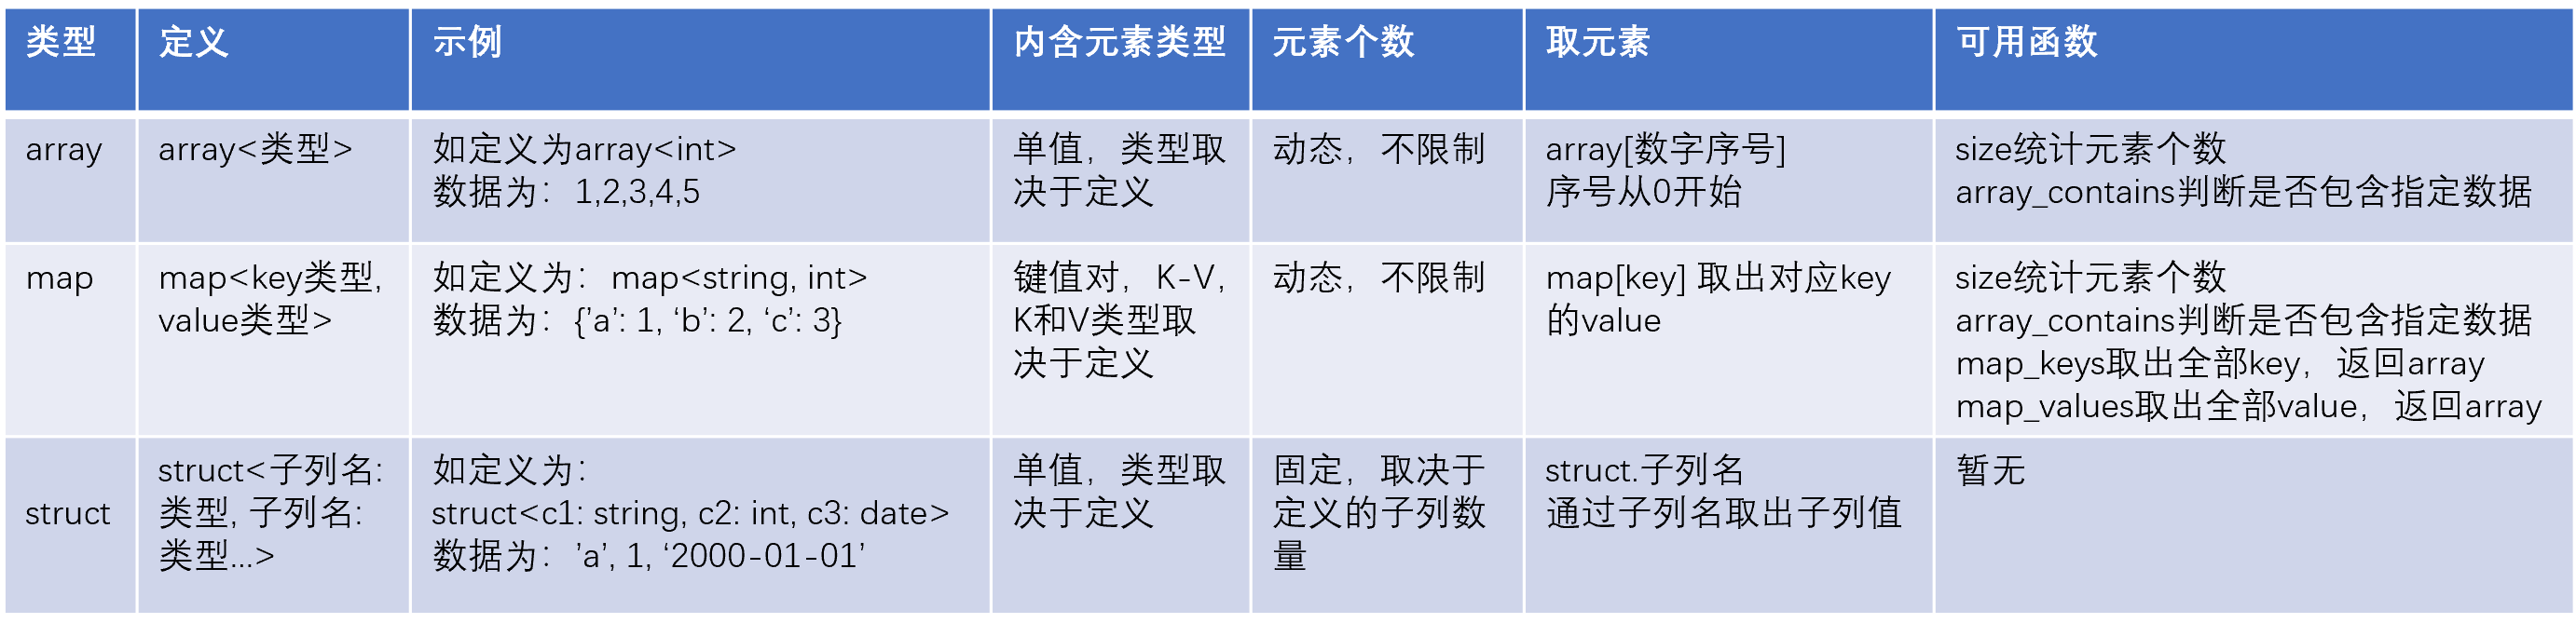 类型
定义
示例
内含元素类型
元素个数
取元素
可用函数
array
array<类型>
如定义为array<int>
数据为：1,2,3,4,5
单值，类型取
决于定义
动态，不限制
array[数字序号]
序号从0开始
size统计元素个数
array_contains判断是否包含指定数据
map
map<key类型,
value类型>
如定义为：map<string, int>
数据为：{’a’: 1, ‘b’: 2, ‘c’: 3}
键值对，K-V,
K和V类型取
决于定义
动态，不限制
map[key] 取出对应key
的value
size统计元素个数
array_contains判断是否包含指定数据
map_keys取出全部key，返回array
map_values取出全部value，返回array
struct
struct<子列名:
类型, 子列名:
类型...>
如定义为：
struct<c1: string, c2: int, c3: date>
数据为：’a’, 1, ‘2000-01-01’
单值，类型取
决于定义
固定，取决于
定义的子列数
量
struct.子列名
通过子列名取出子列值
暂无